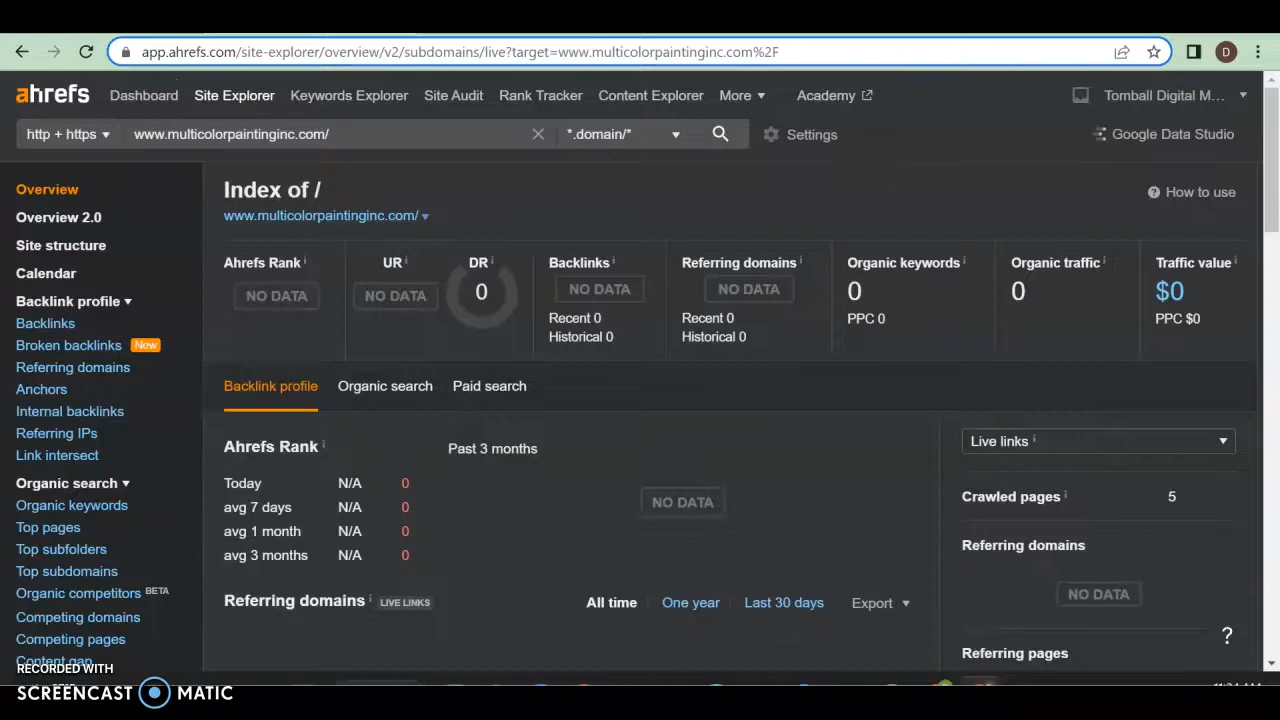 app.ahrefs.com/site-explorer/overview/v2/subdomains/live?target=www.multicolorpaintinginc.com%2F
D
ahrefs Dashboard Site Explorer Keywords Explorer Site Audit Rank Tracker Content Explorer More Academy Tomball Digital M...
http + https www.multicolorpaintinginc.com/ *.domain/* Settings Google Data Studio
Overview
Overview 2.0
Site structure
Calendar
Backlink profile
Backlinks
Broken backlinks New
Referring domains
Anchors
Internal backlinks
Referring IPs
Link intersect
Organic search
Organic keywords
Top pages
Top subfolders
Top subdomains
Organic competitors BETA
Competing domains
Competing pages
Content gap
Index of /
? How to use
www.multicolorpaintinginc.com/
Ahrefs Rank i UR i DR i Backlinks i Referring domains i Organic keywords i Organic traffic i Traffic value i
NO DATA NO DATA 0 NO DATA NO DATA 0 0 $0
Recent 0 Recent 0 PPC 0 PPC $0
Historical 0 Historical 0
Backlink profile Organic search Paid search
Ahrefs Rank i Past 3 months
Today N/A 0
avg 7 days N/A 0
avg 1 month N/A 0
avg 3 months N/A 0
NO DATA
Referring domains i LIVE LINKS All time One year Last 30 days Export
Live links i
Crawled pages i 5
Referring domains
NO DATA
?
Referring pages
RECORDED WITH
SCREENCAST MATIC